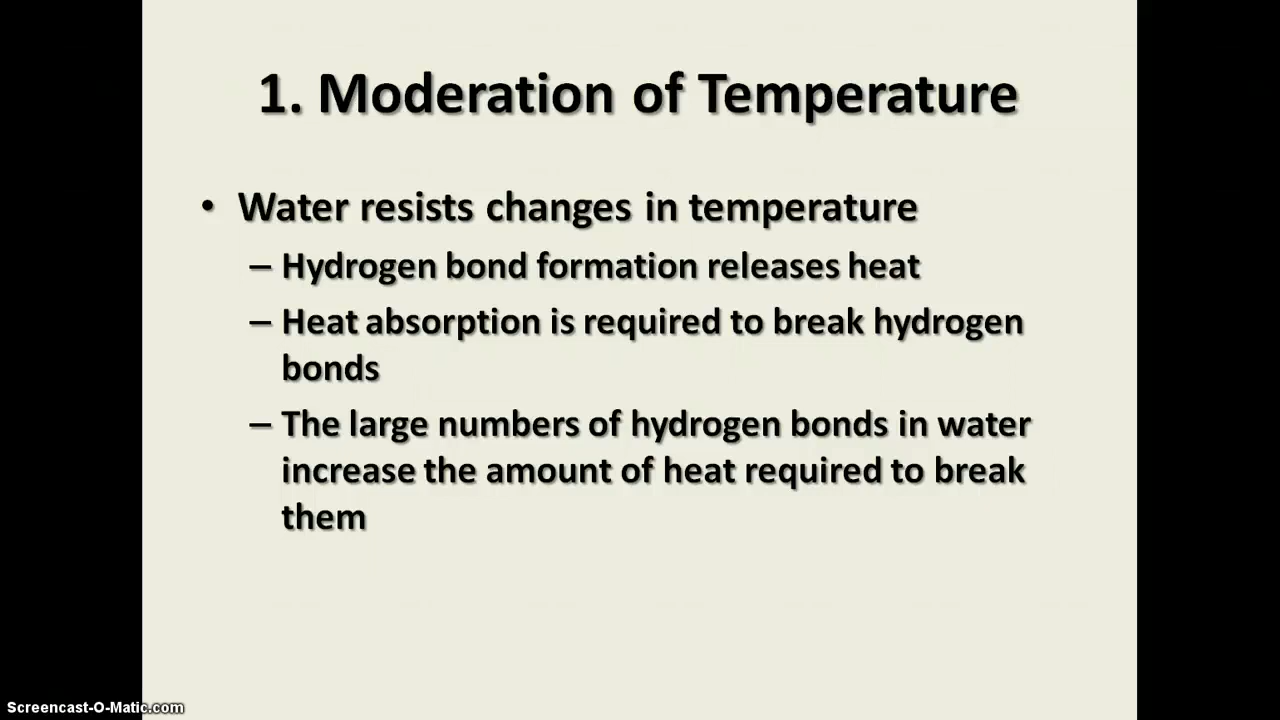 1. Moderation of Temperature
• Water resists changes in temperature
– Hydrogen bond formation releases heat
– Heat absorption is required to break hydrogen
bonds
– The large numbers of hydrogen bonds in water
increase the amount of heat required to break
them
Screencast-O-Matic.com